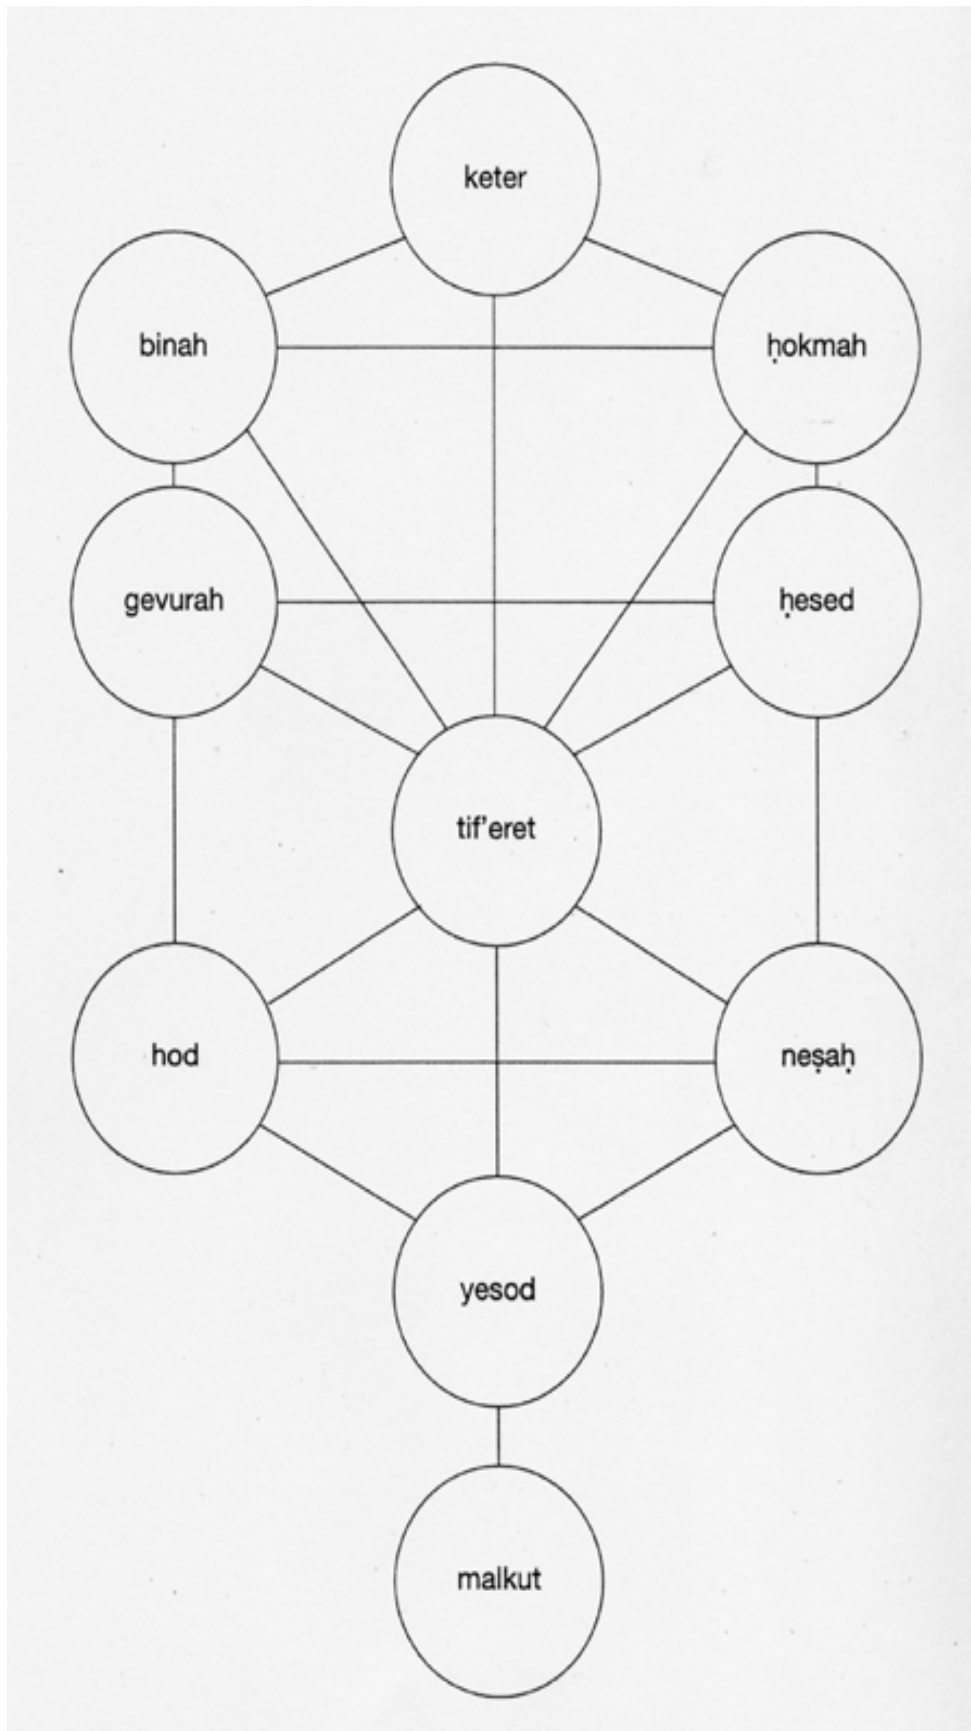 keter
binah
ḥokmah
gevurah
ḥesed
tif’eret
hod
neṣaḥ
yesod
malkut